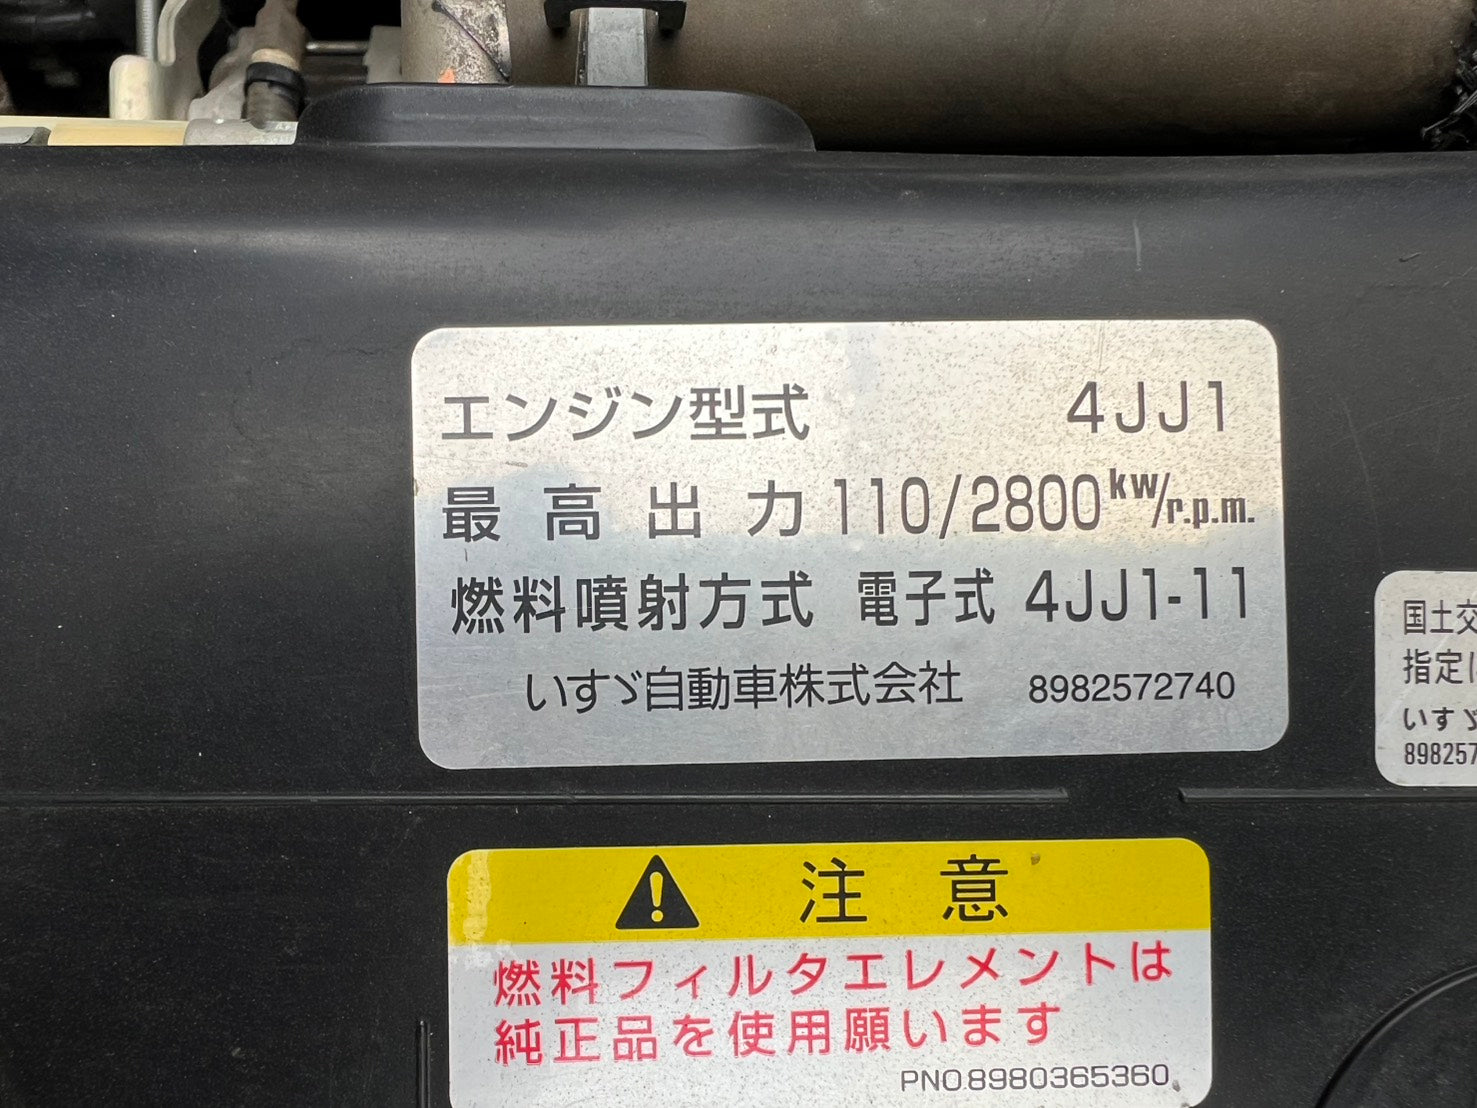 エンジン型式 4JJ1
最高出力 110/2800kW/r.p.m.
燃料噴射方式 電子式 4JJ1-11
いすゞ自動車株式会社 8982572740
国土交
指定
いすゞ
898257
注意
燃料フィルタエレメントは
純正品を使用願います
PNO.8980365360